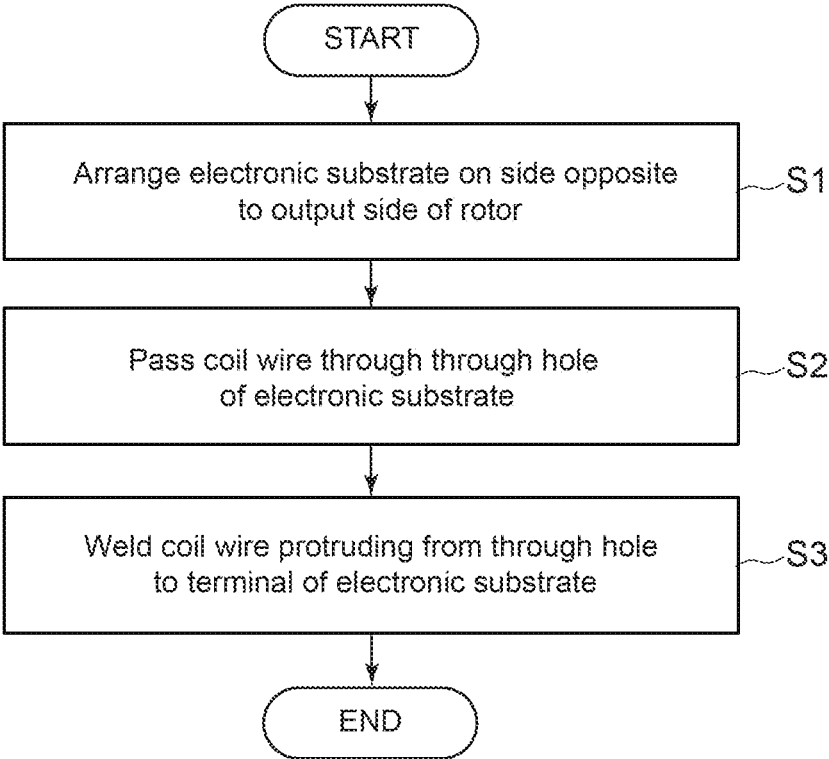 START
Arrange electronic substrate on side opposite
to output side of rotor
S1
Pass coil wire through through hole
of electronic substrate
S2
Weld coil wire protruding from through hole
to terminal of electronic substrate
S3
END